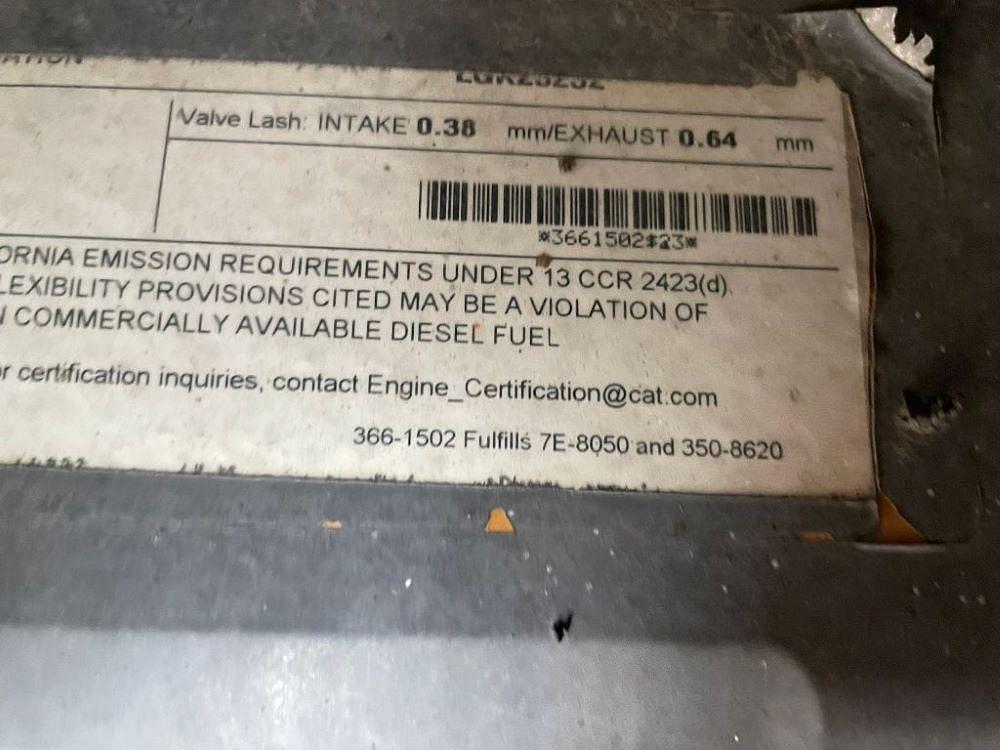 Valve Lash: INTAKE 0.38 mm/EXHAUST 0.64 mm
*3661502$23*
EMISSION REQUIREMENTS UNDER 13 CCR 2423(d).
PROVISIONS CITED MAY BE A VIOLATION OF
COMMERCIALLY AVAILABLE DIESEL FUEL
certification inquiries, contact Engine_Certification@cat.com
366-1502 Fulfills 7E-8050 and 350-8620